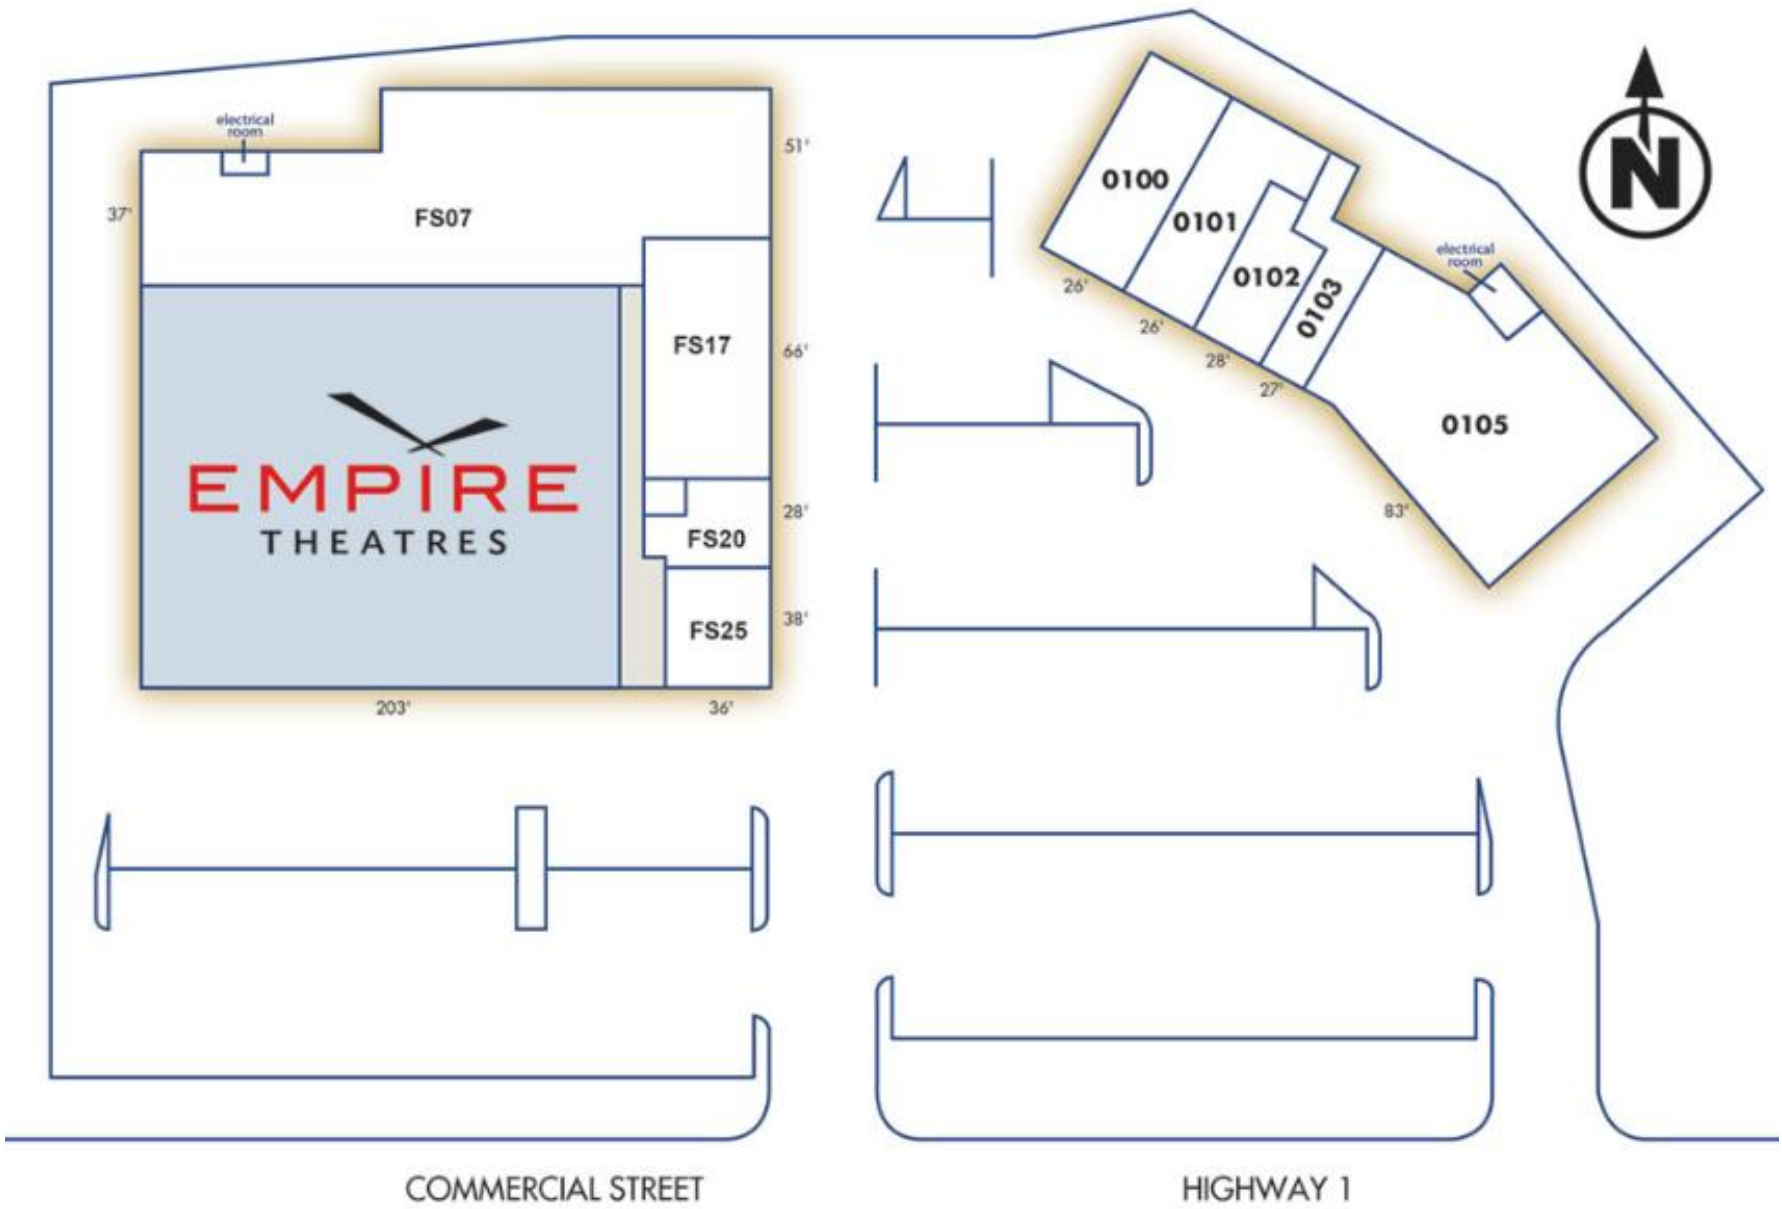 electrical
room
51'
37'
FS07
FS17
66'
EMPIRE
THEATRES
28'
FS20
FS25
38'
203'
36'
0100
0101
0102
0103
electrical
room
0105
26'
26'
28'
27'
83'
N
COMMERCIAL STREET
HIGHWAY 1